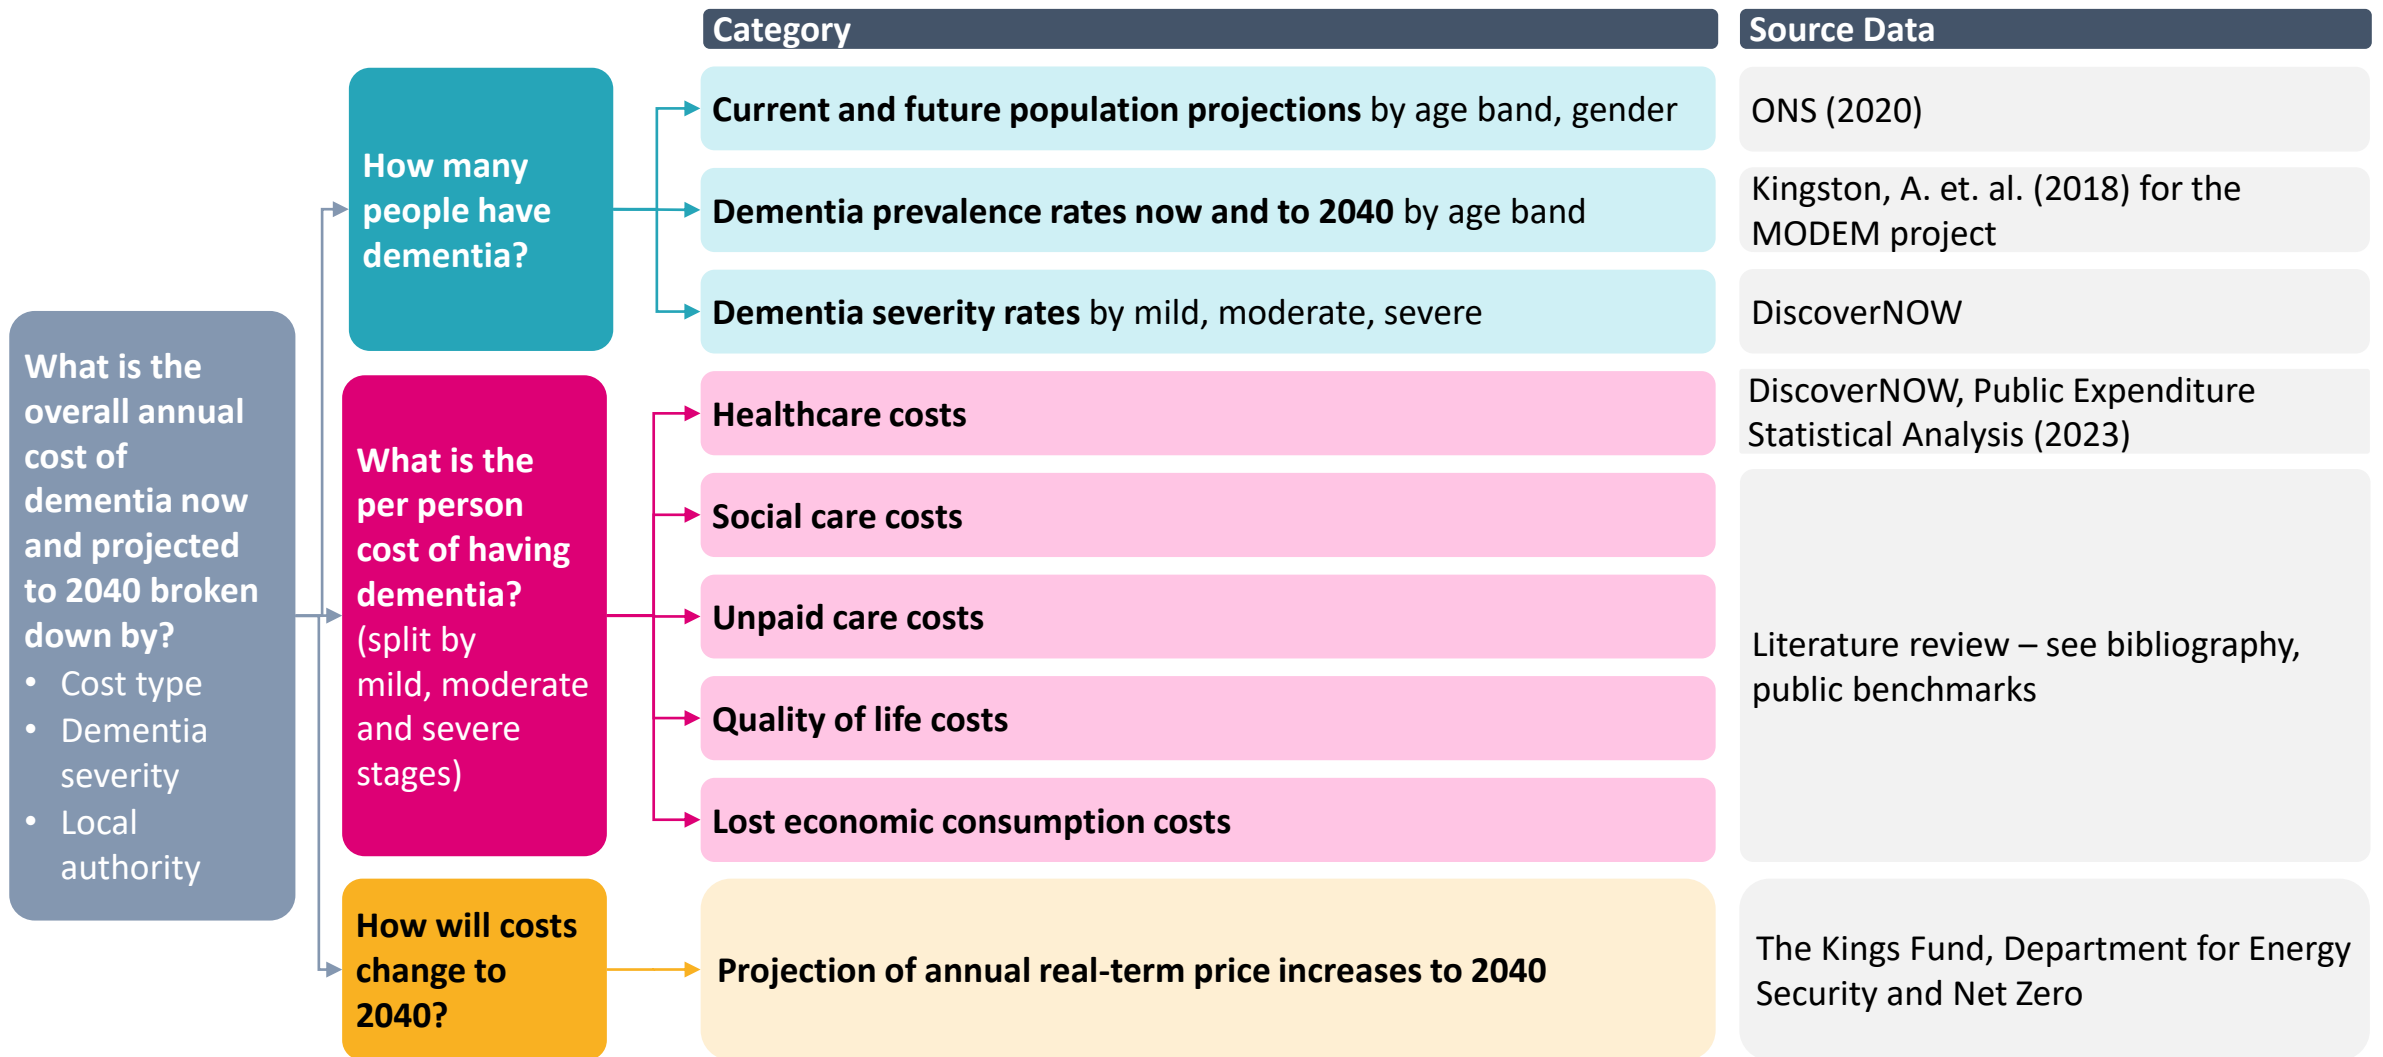 Category
Source Data
What is the
overall annual
cost of
dementia now
and projected
to 2040 broken
down by?
• Cost type
• Dementia
severity
• Local
authority
How many
people have
dementia?
Current and future population projections by age band, gender
ONS (2020)
Dementia prevalence rates now and to 2040 by age band
Kingston, A. et. al. (2018) for the
MODEM project
Dementia severity rates by mild, moderate, severe
DiscoverNOW
What is the
per person
cost of having
dementia?
(split by
mild, moderate
and severe
stages)
Healthcare costs
DiscoverNOW, Public Expenditure
Statistical Analysis (2023)
Social care costs
Unpaid care costs
Quality of life costs
Lost economic consumption costs
Literature review – see bibliography,
public benchmarks
How will costs
change to
2040?
Projection of annual real-term price increases to 2040
The Kings Fund, Department for Energy
Security and Net Zero